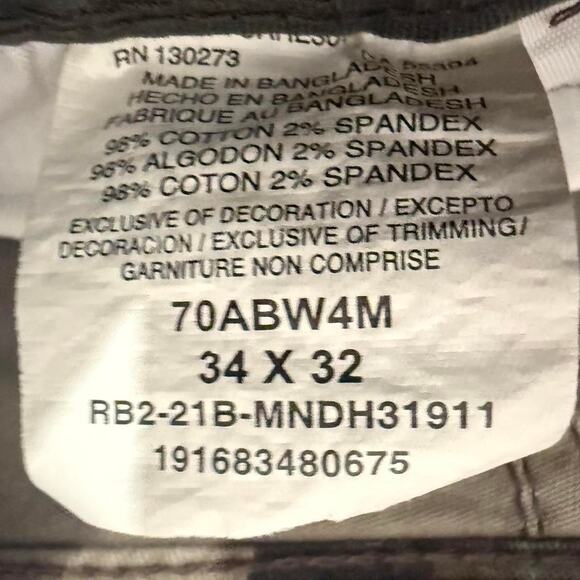 RN 130273
MADE IN BANGLADESH
HECHO EN BANGLADESH
FABRIQUE AU BANGLADESH
98% COTTON 2% SPANDEX
98% ALGODON 2% SPANDEX
98% COTON 2% SPANDEX
EXCLUSIVE OF DECORATION / EXCEPTO
DECORACION / EXCLUSIVE OF TRIMMING/
GARNITURE NON COMPRISE
70ABW4M
34 X 32
RB2-21B-MNDH31911
191683480675